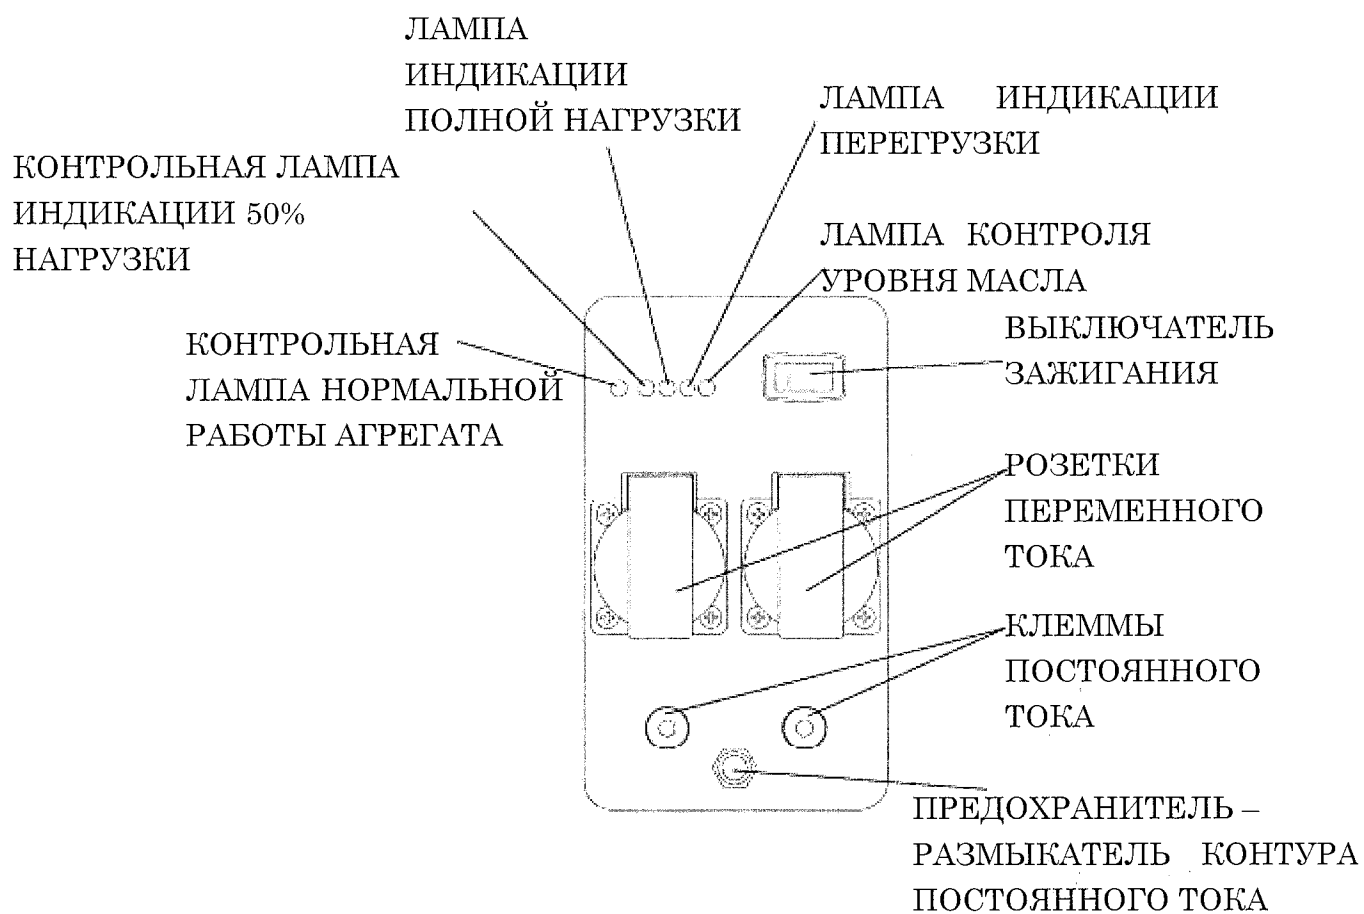 ЛАМПА
ИНДИКАЦИИ
ПОЛНОЙ НАГРУЗКИ
ЛАМПА ИНДИКАЦИИ
ПЕРЕГРУЗКИ
КОНТРОЛЬНАЯ ЛАМПА
ИНДИКАЦИИ 50%
НАГРУЗКИ
ЛАМПА КОНТРОЛЯ
УРОВНЯ МАСЛА
КОНТРОЛЬНАЯ
ЛАМПА НОРМАЛЬНОЙ
РАБОТЫ АГРЕГАТА
ВЫКЛЮЧАТЕЛЬ
ЗАЖИГАНИЯ
РОЗЕТКИ
ПЕРЕМЕННОГО
ТОКА
КЛЕММЫ
ПОСТОЯННОГО
ТОКА
ПРЕДОХРАНИТЕЛЬ –
РАЗМЫКАТЕЛЬ КОНТУРА
ПОСТОЯННОГО ТОКА